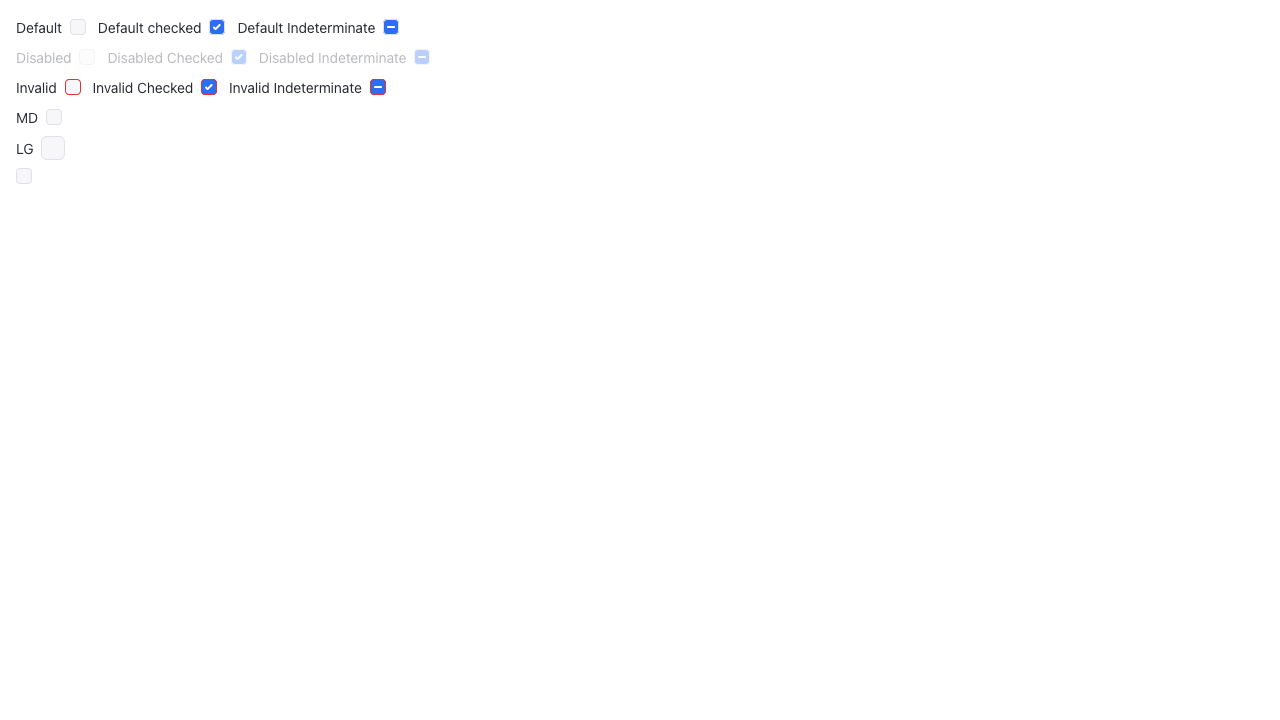 Default Default checked Default Indeterminate
Disabled Disabled Checked Disabled Indeterminate
Invalid Invalid Checked Invalid Indeterminate
MD
LG